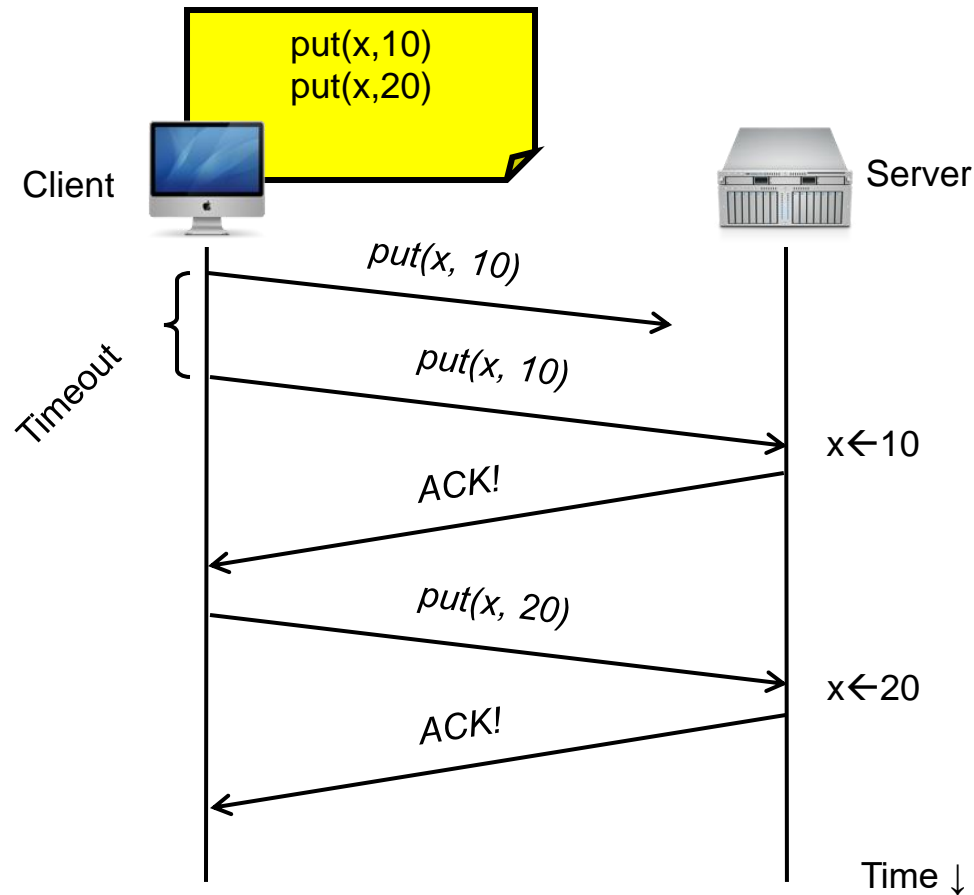 put(x,10)
put(x,20)
Client
Server
put(x, 10)
Timeout
put(x, 10)
x←10
ACK!
put(x, 20)
x←20
ACK!
Time ↓